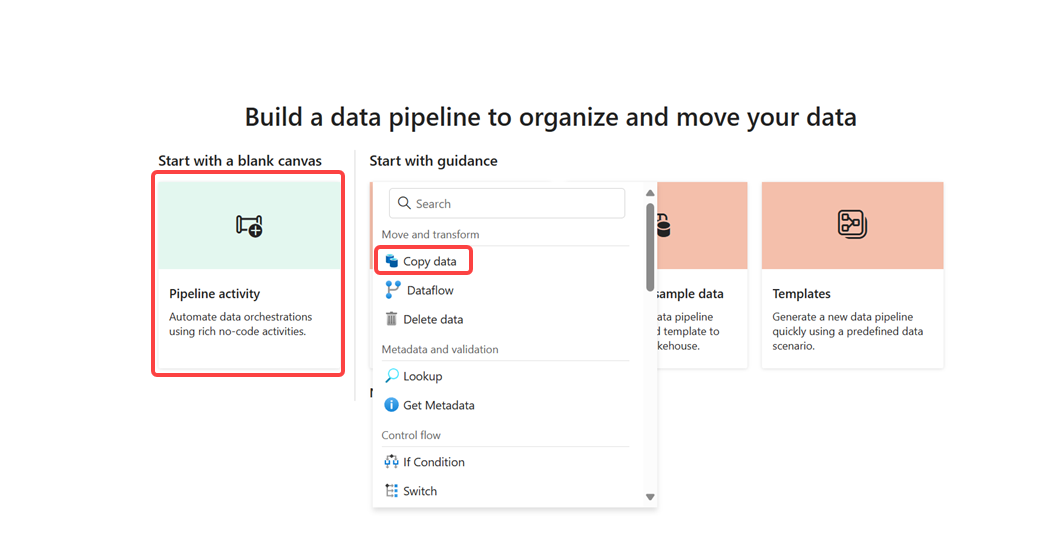 Build a data pipeline to organize and move your data
Start with a blank canvas
Start with guidance
Pipeline activity
Automate data orchestrations
using rich no-code activities.
Search
Move and transform
Copy data
Dataflow
Delete data
Metadata and validation
Lookup
Get Metadata
Control flow
If Condition
Switch
sample data
data pipeline
template to
Templates
Generate a new data pipeline
quickly using a predefined data
scenario.